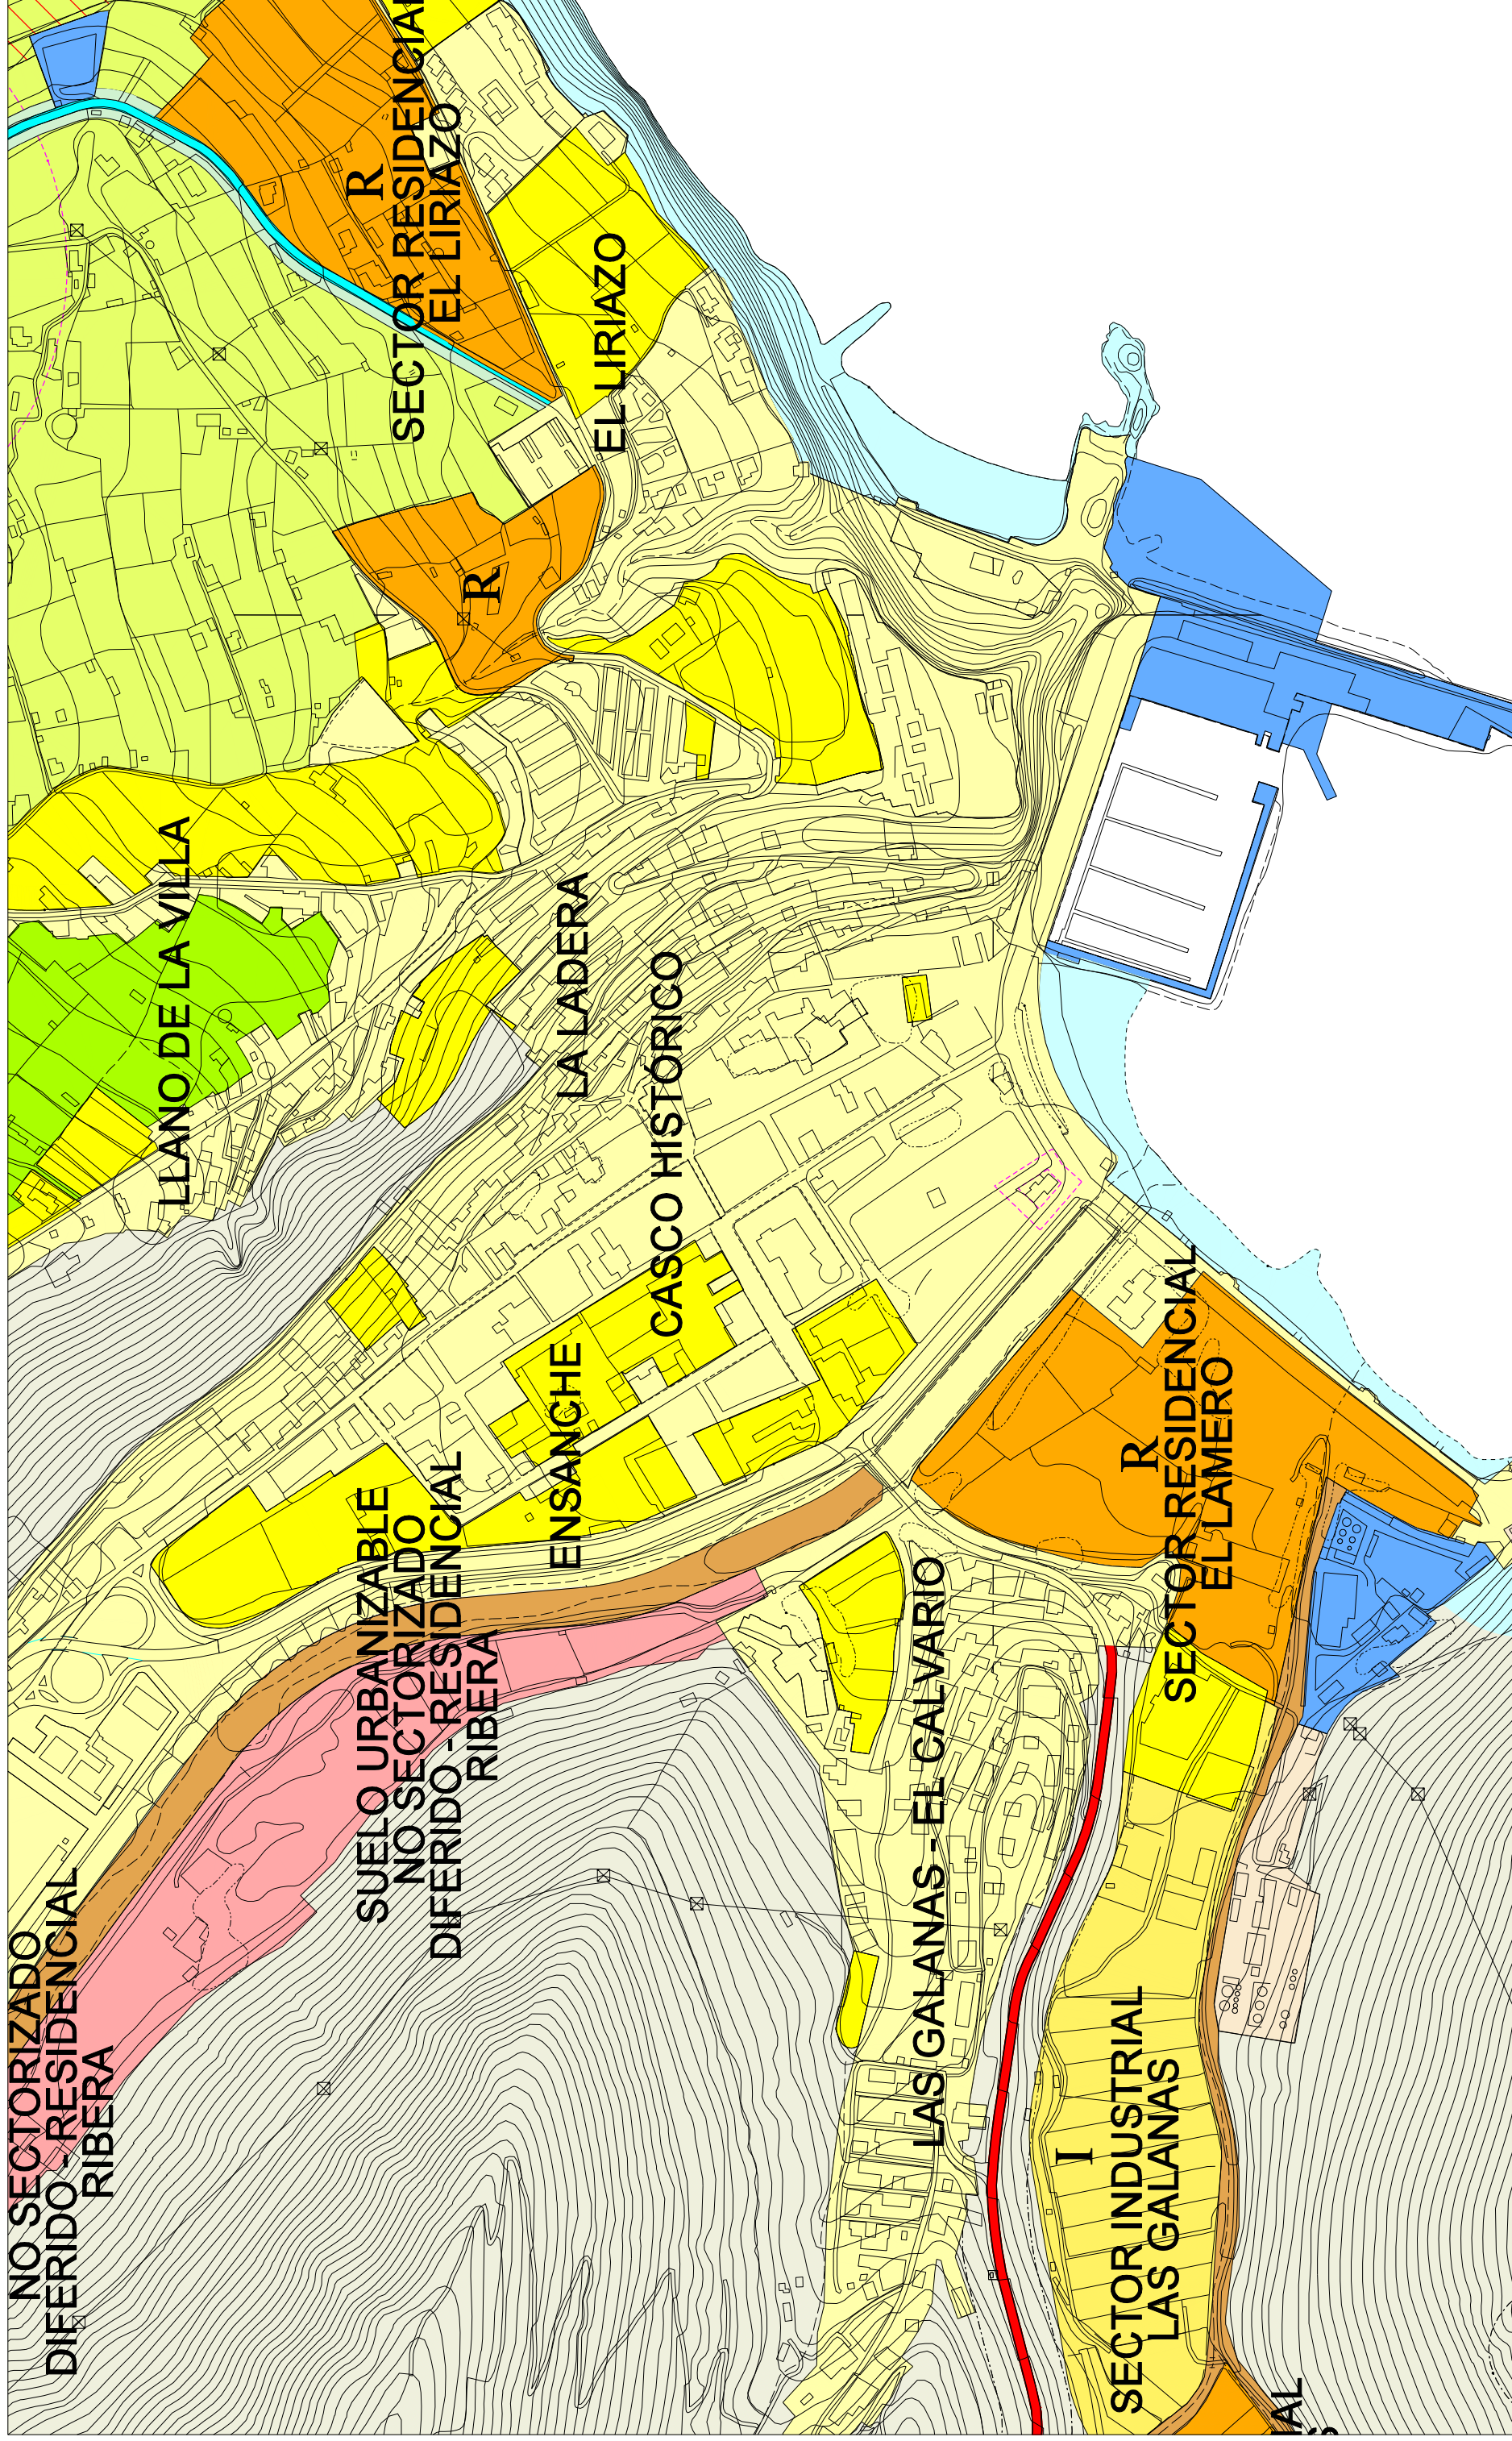 R
SECTOR RESIDENCIAL
EL LIRIAZO
EL LIRIAZO
R
LLANO DE LA VILLA
LA LADERA
CASCO HISTÓRICO
ENSANCHE
SUELO URBANIZABLE
NO SECTORIZADO
DIFERIDO - RESIDENCIAL
RIBERA
R
SECTOR RESIDENCIAL
EL LAMERO
LAS GALANAS - EL CALVARIO
NO SECTORIZADO
DIFERIDO - RESIDENCIAL
RIBERA
I
SECTOR INDUSTRIAL
LAS GALANAS